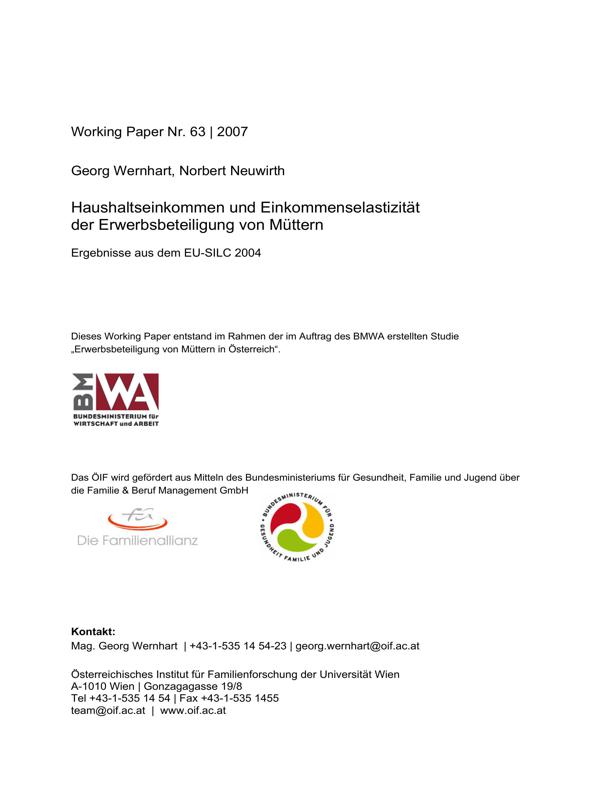 Working Paper Nr. 63 | 2007
Georg Wernhart, Norbert Neuwirth
Haushaltseinkommen und Einkommenselastizität
der Erwerbsbeteiligung von Müttern
Ergebnisse aus dem EU-SILC 2004
Dieses Working Paper entstand im Rahmen der im Auftrag des BMWA erstellten Studie
„Erwerbsbeteiligung von Müttern in Österreich“.
BM WA
BUNDESMINISTERIUM für
WIRTSCHAFT und ARBEIT
Das ÖIF wird gefördert aus Mitteln des Bundesministeriums für Gesundheit, Familie und Jugend über
die Familie & Beruf Management GmbH
fa
Die Familienallianz
BUNDESMINISTERIUM FÜR GESUNDHEIT FAMILIE UND JUGEND
Kontakt:
Mag. Georg Wernhart | +43-1-535 14 54-23 | georg.wernhart@oif.ac.at
Österreichisches Institut für Familienforschung der Universität Wien
A-1010 Wien | Gonzagagasse 19/8
Tel +43-1-535 14 54 | Fax +43-1-535 1455
team@oif.ac.at | www.oif.ac.at